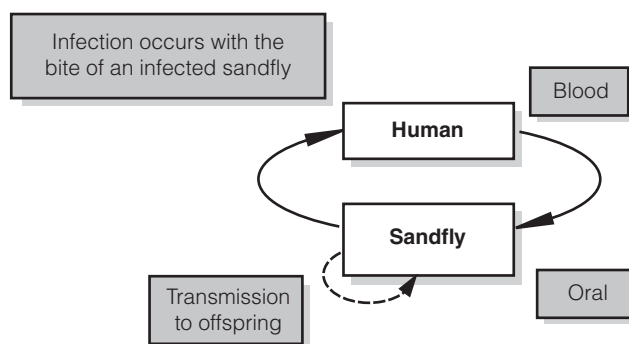 Infection occurs with the
bite of an infected sandfly
Blood
Human
Sandfly
Transmission
to offspring
Oral